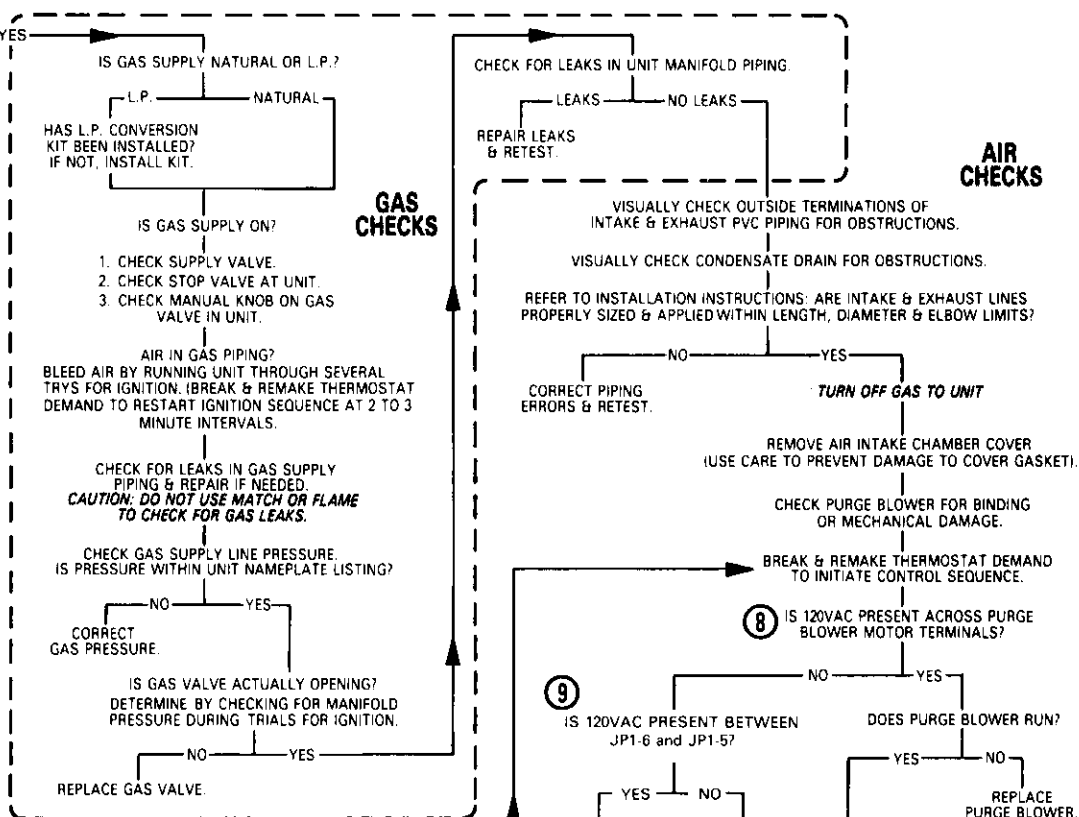 YES
IS GAS SUPPLY NATURAL OR L.P.?
L.P.
NATURAL
HAS L.P. CONVERSION
KIT BEEN INSTALLED?
IF NOT, INSTALL KIT.
GAS
CHECKS
IS GAS SUPPLY ON?
1. CHECK SUPPLY VALVE.
2. CHECK STOP VALVE AT UNIT.
3. CHECK MANUAL KNOB ON GAS
VALVE IN UNIT.
AIR IN GAS PIPING?
BLEED AIR BY RUNNING UNIT THROUGH SEVERAL
TRYS FOR IGNITION. (BREAK & REMAKE THERMOSTAT
DEMAND TO RESTART IGNITION SEQUENCE AT 2 TO 3
MINUTE INTERVALS.
CHECK FOR LEAKS IN GAS SUPPLY
PIPING & REPAIR IF NEEDED.
CAUTION: DO NOT USE MATCH OR FLAME
TO CHECK FOR GAS LEAKS.
CHECK GAS SUPPLY LINE PRESSURE.
IS PRESSURE WITHIN UNIT NAMEPLATE LISTING?
NO
YES
CORRECT
GAS PRESSURE.
IS GAS VALVE ACTUALLY OPENING?
DETERMINE BY CHECKING FOR MANIFOLD
PRESSURE DURING TRIALS FOR IGNITION.
NO
YES
REPLACE GAS VALVE.
CHECK FOR LEAKS IN UNIT MANIFOLD PIPING.
LEAKS
NO LEAKS
REPAIR LEAKS
& RETEST.
AIR
CHECKS
VISUALLY CHECK OUTSIDE TERMINATIONS OF
INTAKE & EXHAUST PVC PIPING FOR OBSTRUCTIONS.
VISUALLY CHECK CONDENSATE DRAIN FOR OBSTRUCTIONS.
REFER TO INSTALLATION INSTRUCTIONS: ARE INTAKE & EXHAUST LINES
PROPERLY SIZED & APPLIED WITHIN LENGTH, DIAMETER & ELBOW LIMITS?
NO
YES
CORRECT PIPING
ERRORS & RETEST.
TURN OFF GAS TO UNIT
REMOVE AIR INTAKE CHAMBER COVER
(USE CARE TO PREVENT DAMAGE TO COVER GASKET).
CHECK PURGE BLOWER FOR BINDING
OR MECHANICAL DAMAGE.
BREAK & REMAKE THERMOSTAT DEMAND
TO INITIATE CONTROL SEQUENCE.
8 IS 120VAC PRESENT ACROSS PURGE
BLOWER MOTOR TERMINALS?
NO
YES
9
IS 120VAC PRESENT BETWEEN
JP1-6 and JP1-5?
YES
NO
DOES PURGE BLOWER RUN?
YES
NO
REPLACE
PURGE BLOWER.